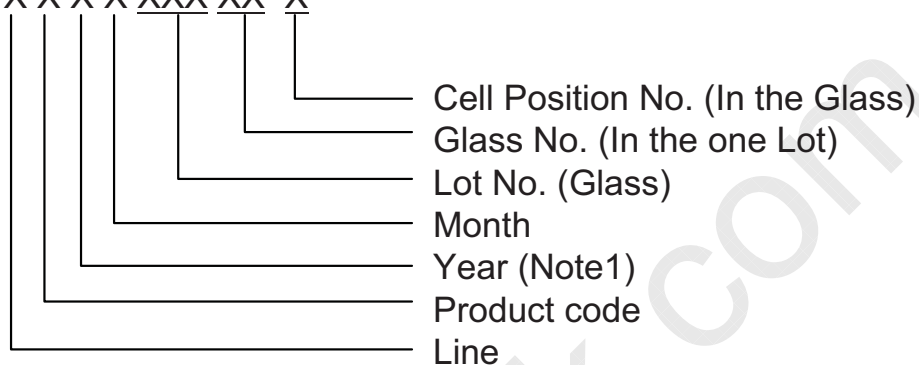 X X X X XXX XX X
Cell Position No. (In the Glass)
Glass No. (In the one Lot)
Lot No. (Glass)
Month
Year (Note1)
Product code
Line